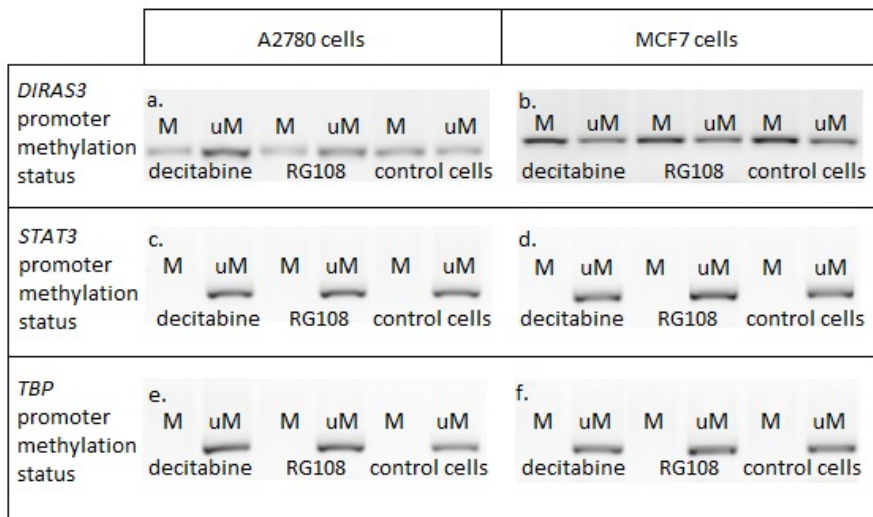 A2780 cells
MCF7 cells
DIRAS3
promoter
methylation
status
a.
M uM M uM M uM
decitabine RG108 control cells
b.
M uM M uM M uM
decitabine RG108 control cells
STAT3
promoter
methylation
status
c.
M uM M uM M uM
decitabine RG108 control cells
d.
M uM M uM M uM
decitabine RG108 control cells
TBP
promoter
methylation
status
e.
M uM M uM M uM
decitabine RG108 control cells
f.
M uM M uM M uM
decitabine RG108 control cells